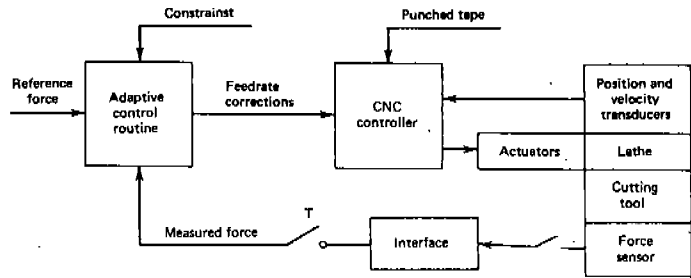 Constrainst
Punched tape
Reference
force
Adaptive
control
routine
Feedrate
corrections
CNC
controller
Position and
velocity
transducers
Actuators
Lathe
Cutting
tool
T
Measured force
Interface
Force
sensor